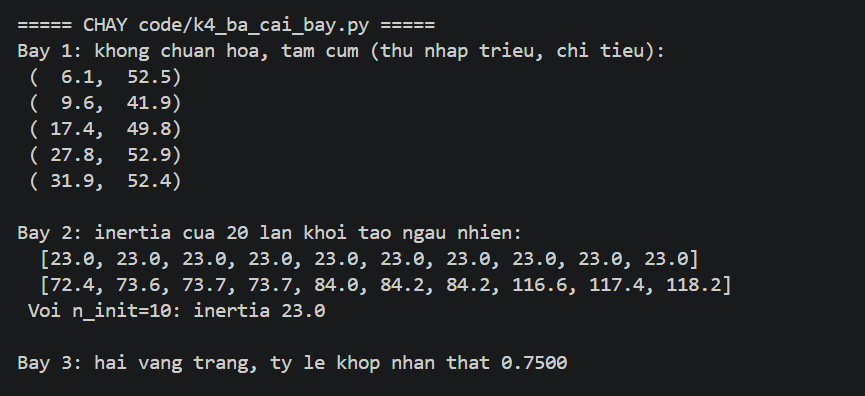 ===== CHAY code/k4_ba_cai_bay.py =====
Bay 1: khong chuan hoa, tam cum (thu nhap trieu, chi tieu):
( 6.1, 52.5)
( 9.6, 41.9)
( 17.4, 49.8)
( 27.8, 52.9)
( 31.9, 52.4)
Bay 2: inertia cua 20 lan khoi tao ngau nhien:
[23.0, 23.0, 23.0, 23.0, 23.0, 23.0, 23.0, 23.0, 23.0, 23.0]
[72.4, 73.6, 73.7, 73.7, 84.0, 84.2, 84.2, 116.6, 117.4, 118.2]
Voi n_init=10: inertia 23.0
Bay 3: hai vang trang, ty le khop nhan that 0.7500